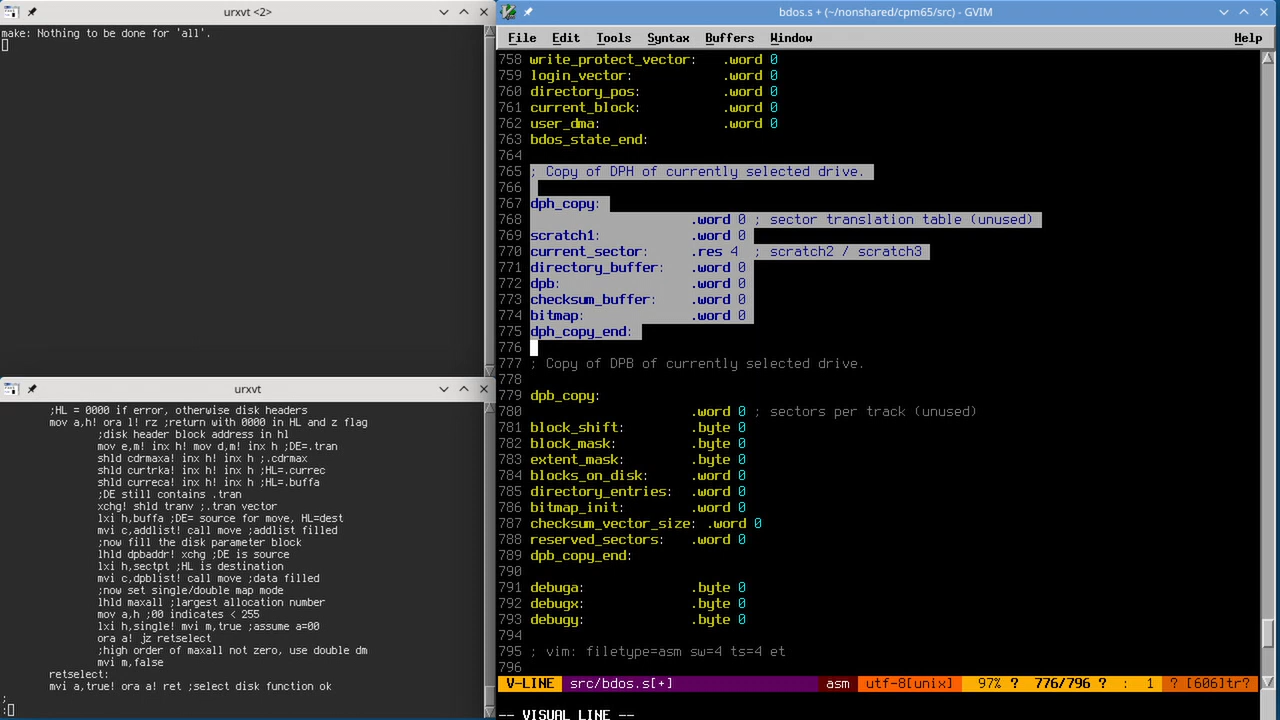 urxvt <2>
make: Nothing to be done for 'all'.
urxvt
;HL = 0000 if error, otherwise disk headers
mov a,h! ora l! rz ;return with 0000 in HL and z flag
;disk header block address in hl
mov e,m! inx h! mov d,m! inx h ;DE=.tran
shld cdrmaxa! inx h! inx h ;.cdrmax
shld curtrka! inx h! inx h ;HL=.currec
shld curreca! inx h! inx h ;HL=.buffa
;DE still contains .tran
xchg! shld tranv ;.tran vector
lxi h,buffa ;DE= source for move, HL=dest
mvi c,addlist! call move ;addlist filled
;now fill the disk parameter block
lhld dpbaddr! xchg ;DE is source
lxi h,sectpt ;HL is destination
mvi c,dpblist! call move ;data filled
;now set single/double map mode
lhld maxall ;largest allocation number
mov a,h ;00 indicates < 255
lxi h,single! mvi m,true ;assume a=00
ora a! jz retselect
;high order of maxall not zero, use double dm
mvi m,false
retselect:
mvi a,true! ora a! ret ;select disk function ok
;
:
bdos.s + (~/nonshared/cpm65/src) - GVIM
File Edit Tools Syntax Buffers Window Help
758 write_protect_vector: .word 0
759 login_vector: .word 0
760 directory_pos: .word 0
761 current_block: .word 0
762 user_dma: .word 0
763 bdos_state_end:
764
765 ; Copy of DPH of currently selected drive.
766
767 dph_copy:
768 .word 0 ; sector translation table (unused)
769 scratch1: .word 0
770 current_sector: .res 4 ; scratch2 / scratch3
771 directory_buffer: .word 0
772 dpb: .word 0
773 checksum_buffer: .word 0
774 bitmap: .word 0
775 dph_copy_end:
776
777 ; Copy of DPB of currently selected drive.
778
779 dpb_copy:
780 .word 0 ; sectors per track (unused)
781 block_shift: .byte 0
782 block_mask: .byte 0
783 extent_mask: .byte 0
784 blocks_on_disk: .word 0
785 directory_entries: .word 0
786 bitmap_init: .word 0
787 checksum_vector_size: .word 0
788 reserved_sectors: .word 0
789 dpb_copy_end:
790
791 debuga: .byte 0
792 debugx: .byte 0
793 debugy: .byte 0
794
795 ; vim: filetype=asm sw=4 ts=4 et
796
V-LINE src/bdos.s[+] asm utf-8[unix] 97% ? 776/796 ? : 1 ? [606]tr?
-- VISUAL LINE --